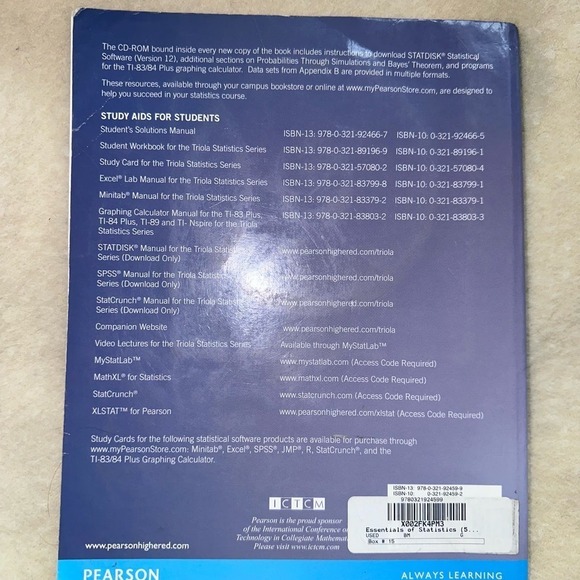 The CD-ROM bound inside every new copy of the book includes instructions to download STATDISK® Statistical
Software (Version 12), additional sections on Probabilities Through Simulations and Bayes' Theorem, and programs
for the TI-83/84 Plus graphing calculator. Data sets from Appendix B are provided in multiple formats.
These resources, available through your campus bookstore or online at www.myPearsonStore.com, are designed to
help you succeed in your statistics course.
STUDY AIDS FOR STUDENTS
Student's Solutions Manual ISBN-13: 978-0-321-92466-7 ISBN-10: 0-321-92466-5
Student Workbook for the Triola Statistics Series ISBN-13: 978-0-321-89196-9 ISBN-10: 0-321-89196-1
Study Card for the Triola Statistics Series ISBN-13: 978-0-321-57080-2 ISBN-10: 0-321-57080-4
Excel® Lab Manual for the Triola Statistics Series ISBN-13: 978-0-321-83799-8 ISBN-10: 0-321-83799-1
Minitab® Manual for the Triola Statistics Series ISBN-13: 978-0-321-83379-2 ISBN-10: 0-321-83379-1
Graphing Calculator Manual for the TI-83 Plus, ISBN-13: 978-0-321-83803-2 ISBN-10: 0-321-83803-3
TI-84 Plus, TI-89 and TI- Nspire for the Triola
Statistics Series
STATDISK® Manual for the Triola Statistics www.pearsonhighered.com/triola
Series (Download Only)
SPSS® Manual for the Triola Statistics www.pearsonhighered.com/triola
Series (Download Only)
StatCrunch® Manual for the Triola Statistics www.pearsonhighered.com/triola
Series (Download Only)
Companion Website www.pearsonhighered.com/triola
Video Lectures for the Triola Statistics Series Available through MyStatLab™
MyStatLab™ www.mystatlab.com (Access Code Required)
MathXL® for Statistics www.mathxl.com (Access Code Required)
StatCrunch® www.statcrunch.com (Access Code Required)
XLSTAT™ for Pearson www.pearsonhighered.com/xlstat (Access Code Required)
Study Cards for the following statistical software products are available for purchase through
www.myPearsonStore.com: Minitab®, Excel®, SPSS®, JMP®, R, StatCrunch®, and the
TI-83/84 Plus Graphing Calculator.
ISBN-13: 978-0-321-92459-9
ISBN-10: 0-321-92459-2
9780321924599
ICTCM
Pearson is the proud sponsor
of the International Conference on
Technology in Collegiate Mathema
Please visit www.ictcm.com
X002FK4PM3
Essentials of Statistics (5...
USED BM G
Box # 15
www.pearsonhighered.com
PEARSON ALWAYS LEARNING